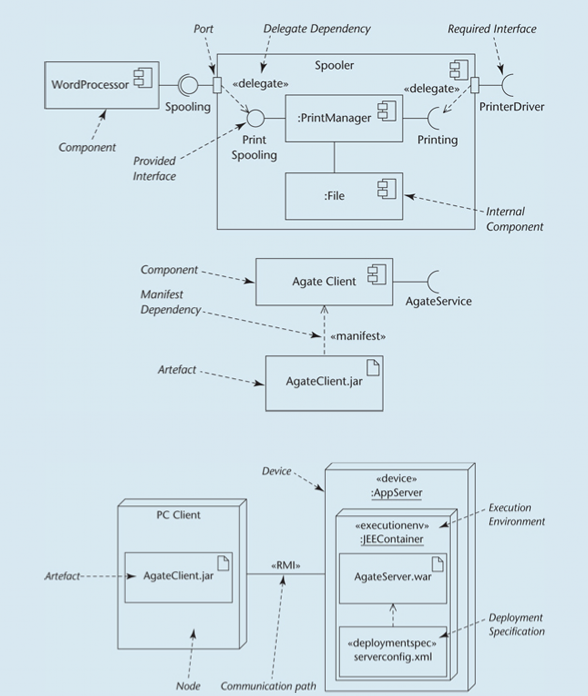 Port
Delegate Dependency
Required Interface
Spooler
«delegate»
«delegate»
WordProcessor
Spooling
PrinterDriver
:PrintManager
Print
Spooling
Printing
Component
Provided
Interface
:File
Internal
Component
Component
Agate Client
AgateService
Manifest
Dependency
«manifest»
Artefact
AgateClient.jar
Device
«device»
:AppServer
PC Client
Execution
Environment
«executionenv»
:JEEContainer
Artefact
AgateClient.jar
«RMI»
AgateServer.war
Deployment
Specification
«deploymentspec»
serverconfig.xml
Node
Communication path